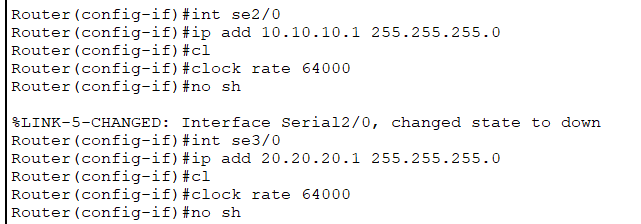 Router(config-if)#int se2/0
Router(config-if)#ip add 10.10.10.1 255.255.255.0
Router(config-if)#cl
Router(config-if)#clock rate 64000
Router(config-if)#no sh
%LINK-5-CHANGED: Interface Serial2/0, changed state to down
Router(config-if)#int se3/0
Router(config-if)#ip add 20.20.20.1 255.255.255.0
Router(config-if)#cl
Router(config-if)#clock rate 64000
Router(config-if)#no sh